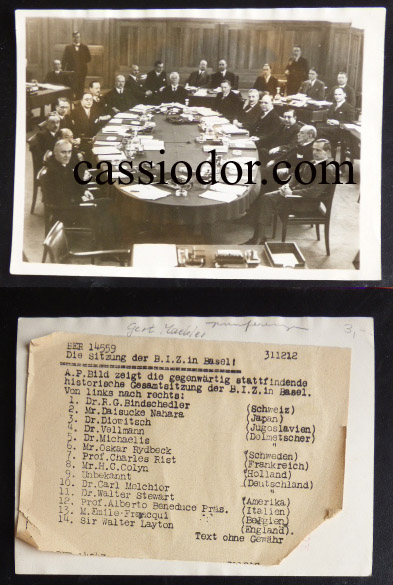 cassiodor.com
Gert
3,-
BER 14559
311212
Die Sitzung der B.I.Z. in Basel!
A.P.Bild zeigt die gegenwärtig stattfindende
historische Gesamtsitzung der B.I.Z. in Basel.
Von links nach rechts:
1. Dr.R.G.Bindschedler (Schweiz)
2. Mr.Daisucke Nahara (Japan)
3. Dr.Diowitsch (Jugoslavien)
4. Dr.Vellmann (Dolmetscher)
5. Dr.Michaelis "
6. Mr.Oskar Rydbeck (Schweden)
7. Prof.Charles Rist (Frankreich)
8. Mr.H.C.Colyn (Holland)
9. Unbekannt (Deutschland)
10. Dr.Carl Melchior "
11. Dr.Walter Stewart (Amerika)
12. Prof.Alberto Beneduce Präs. (Italien)
13. M.Emile Francqui (Belgien)
14. Sir Walter Layton (England).
Text ohne Gewähr